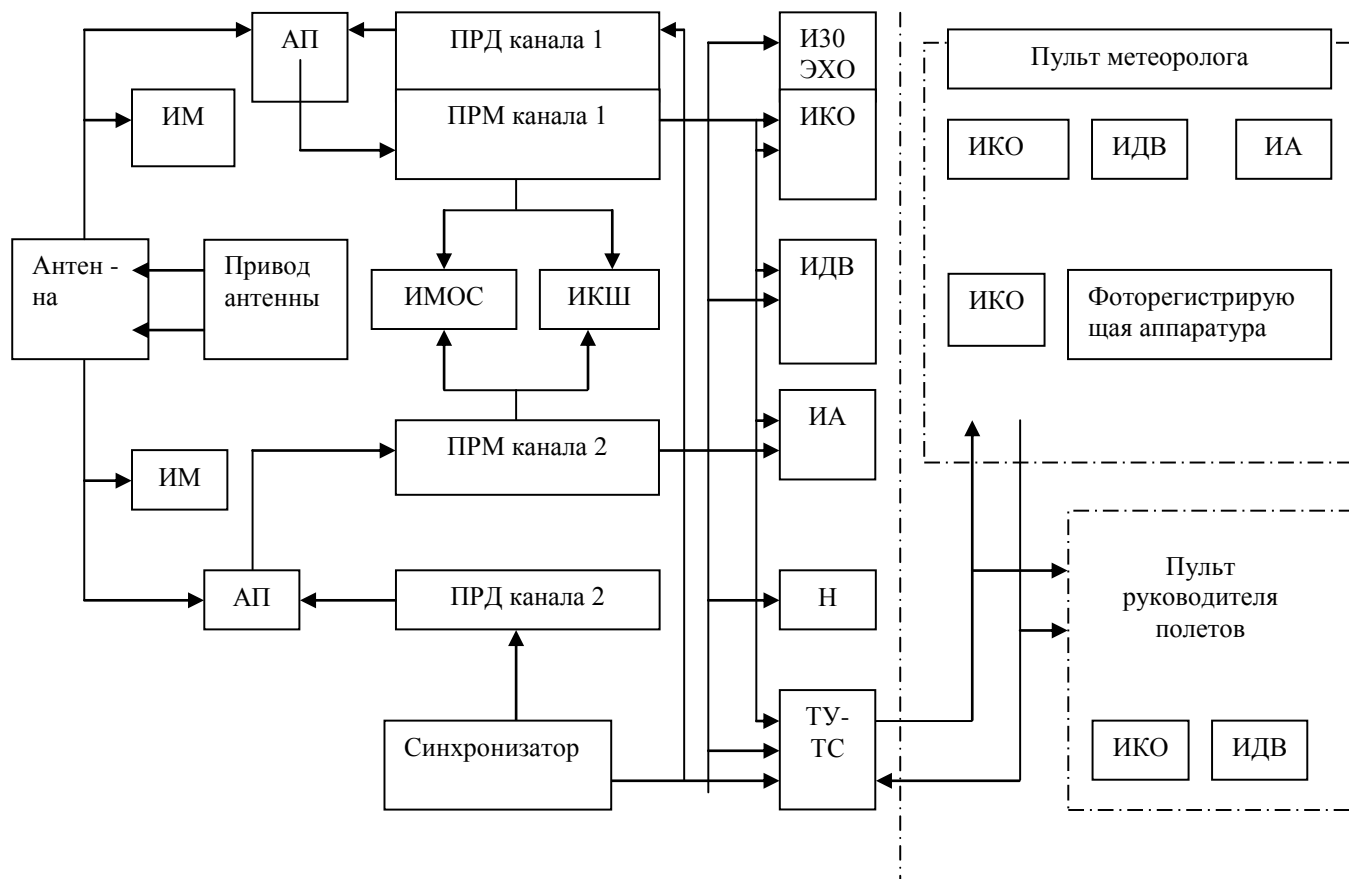 АП
ПРД канала 1
ИЗ0
ЭХО
Пульт метеоролога
ИМ
ПРМ канала 1
ИКО
ИКО
ИДВ
ИА
Антен -
на
Привод
антенны
ИМОС
ИКШ
ИДВ
ИКО
Фоторегистрирую
щая аппаратура
ИА
ПРМ канала 2
ИМ
АП
ПРД канала 2
Н
Пульт
руководителя
полетов
Синхронизатор
ТУ-
ТС
ИКО
ИДВ